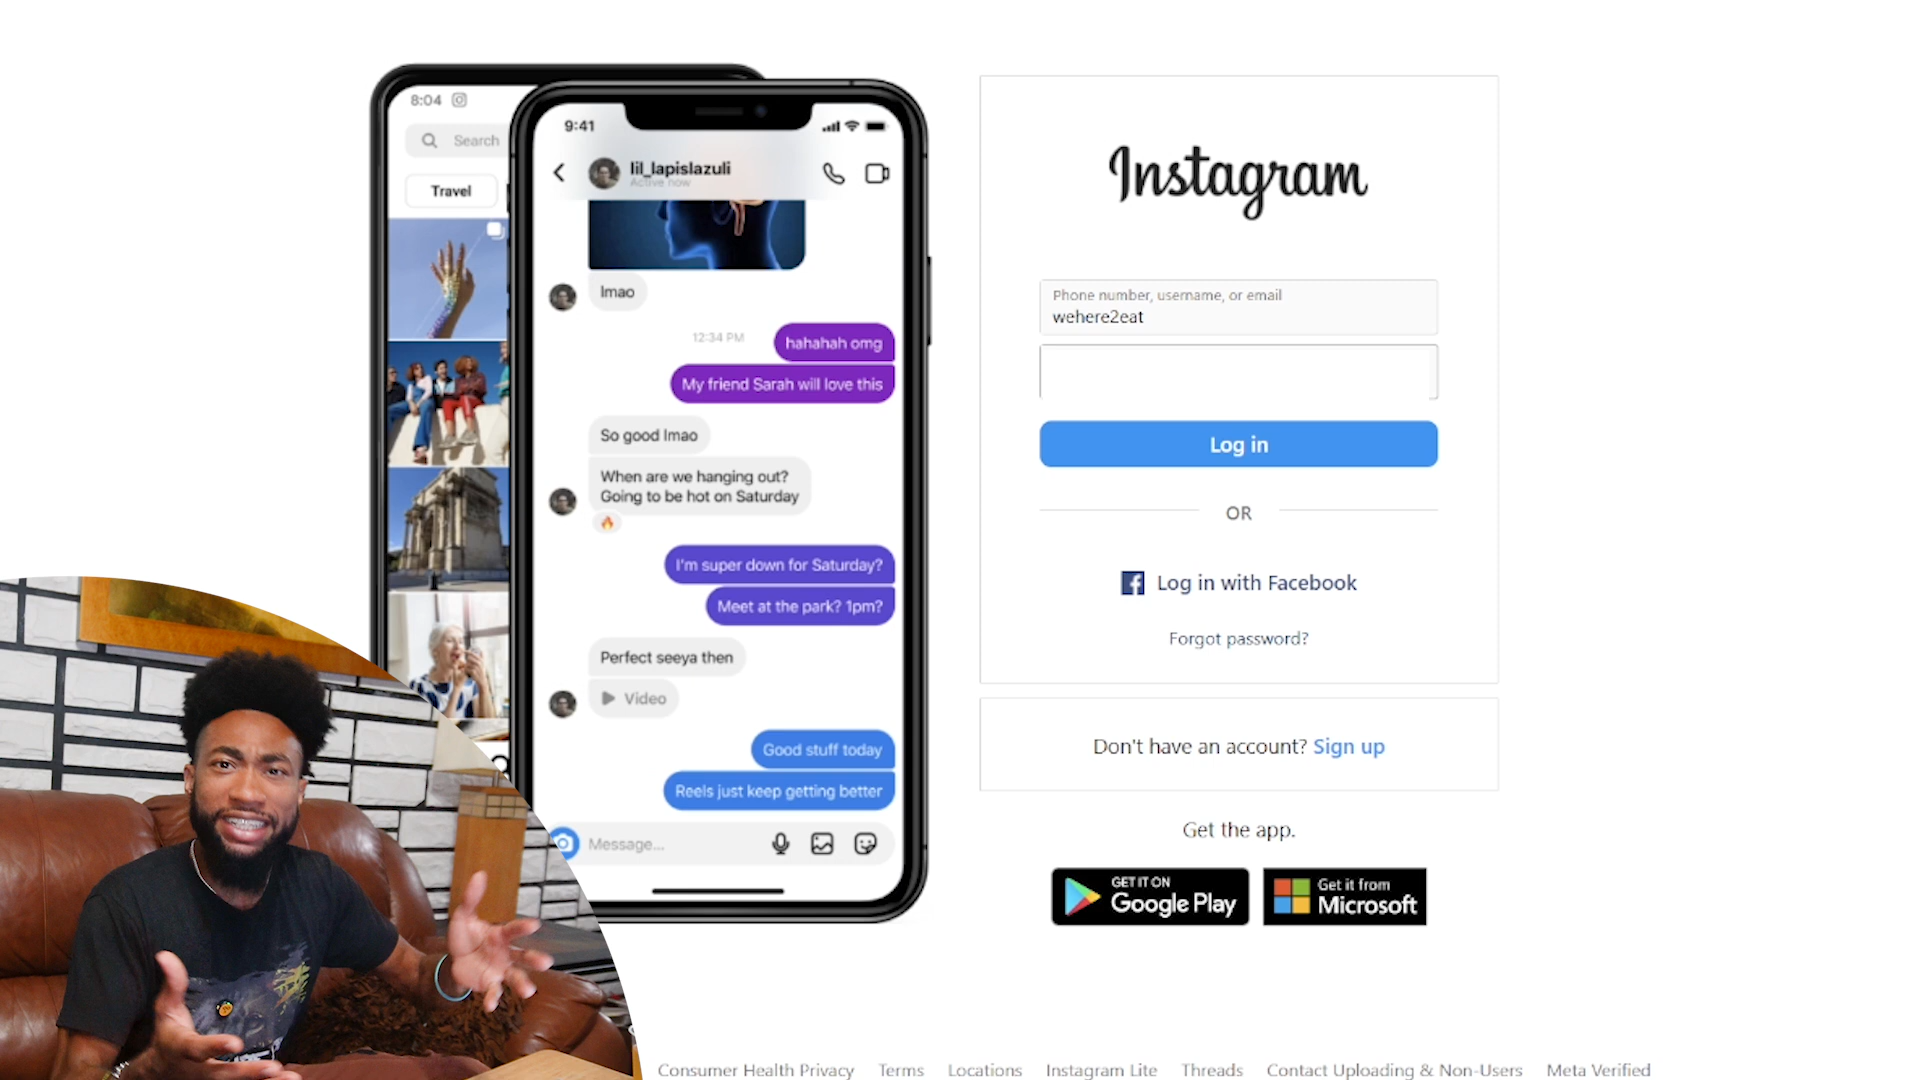 8:04
Search
Travel
9:41
lil_lapislazuli
Active now
lmao
12:34 PM
hahahah omg
My friend Sarah will love this
So good lmao
When are we hanging out?
Going to be hot on Saturday
I'm super down for Saturday?
Meet at the park? 1pm?
Perfect seeya then
Video
Good stuff today
Reels just keep getting better
Message...
Instagram
Phone number, username, or email
wehere2eat
Log in
OR
Log in with Facebook
Forgot password?
Don't have an account? Sign up
Get the app.
GET IT ON
Google Play
Get it from
Microsoft
Consumer Health Privacy Terms Locations Instagram Lite Threads Contact Uploading & Non-Users Meta Verified